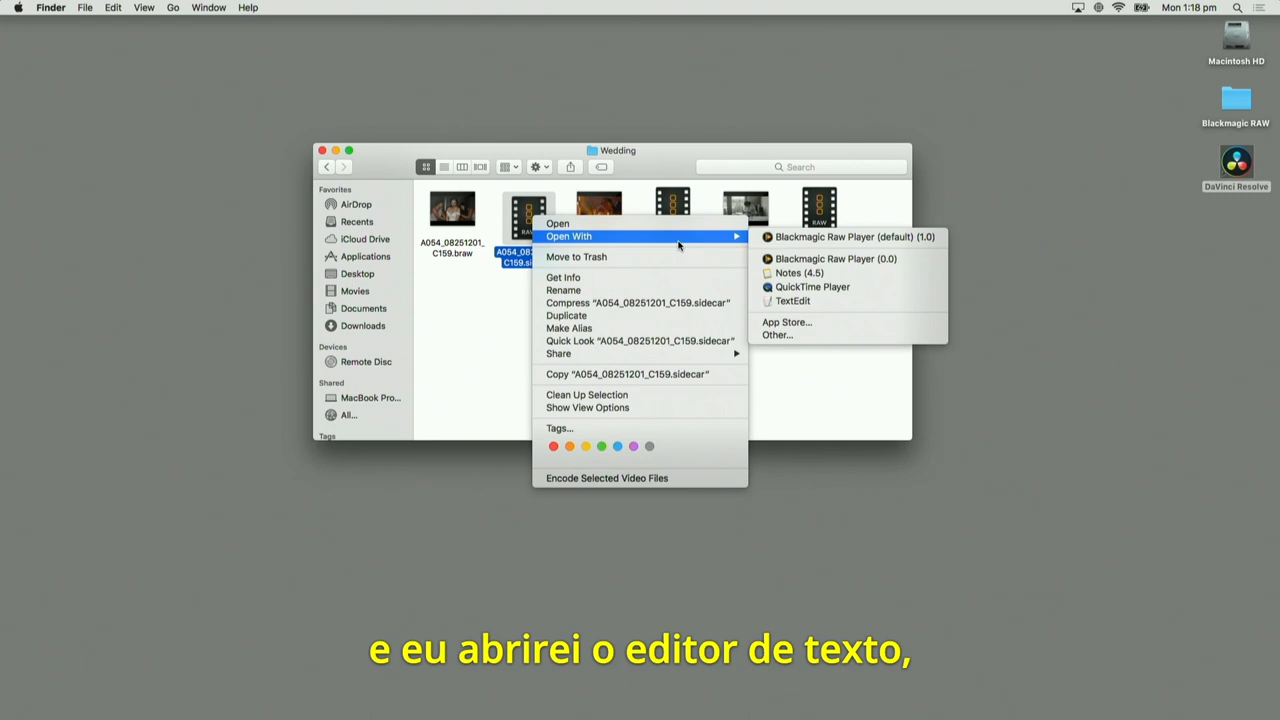 Finder File Edit View Go Window Help
Mon 1:18 pm
Macintosh HD
Blackmagic RAW
DaVinci Resolve
Wedding
Search
Favorites
AirDrop
Recents
iCloud Drive
Applications
Desktop
Movies
Documents
Downloads
Devices
Remote Disc
Shared
MacBook Pro...
All...
Tags
A054_08251201_
C159.braw
RAW
A054_08
C159.si
RAW
Open
Open With
Move to Trash
Get Info
Rename
Compress “A054_08251201_C159.sidecar”
Duplicate
Make Alias
Quick Look “A054_08251201_C159.sidecar”
Share
Copy “A054_08251201_C159.sidecar”
Clean Up Selection
Show View Options
Tags...
Encode Selected Video Files
Blackmagic Raw Player (default) (1.0)
Blackmagic Raw Player (0.0)
Notes (4.5)
QuickTime Player
TextEdit
App Store...
Other...
e eu abrirei o editor de texto,